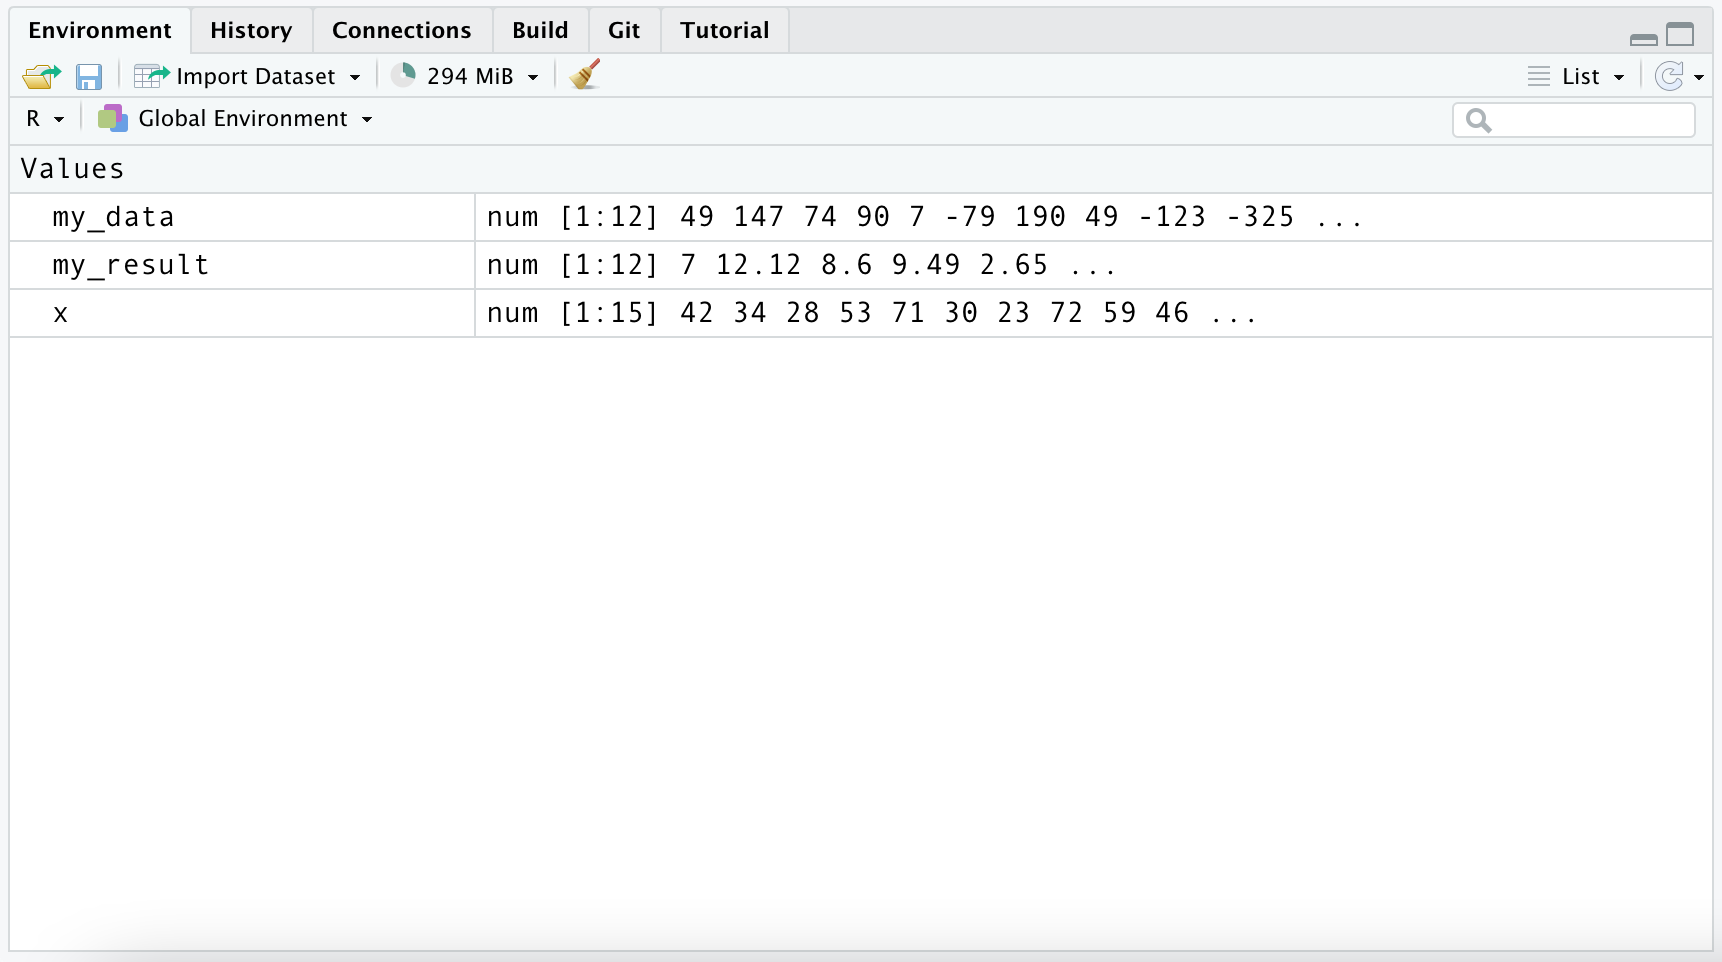 Environment History Connections Build Git Tutorial
Import Dataset 294 MiB List
R Global Environment
Values
my_data num [1:12] 49 147 74 90 7 -79 190 49 -123 -325 ...
my_result num [1:12] 7 12.12 8.6 9.49 2.65 ...
x num [1:15] 42 34 28 53 71 30 23 72 59 46 ...